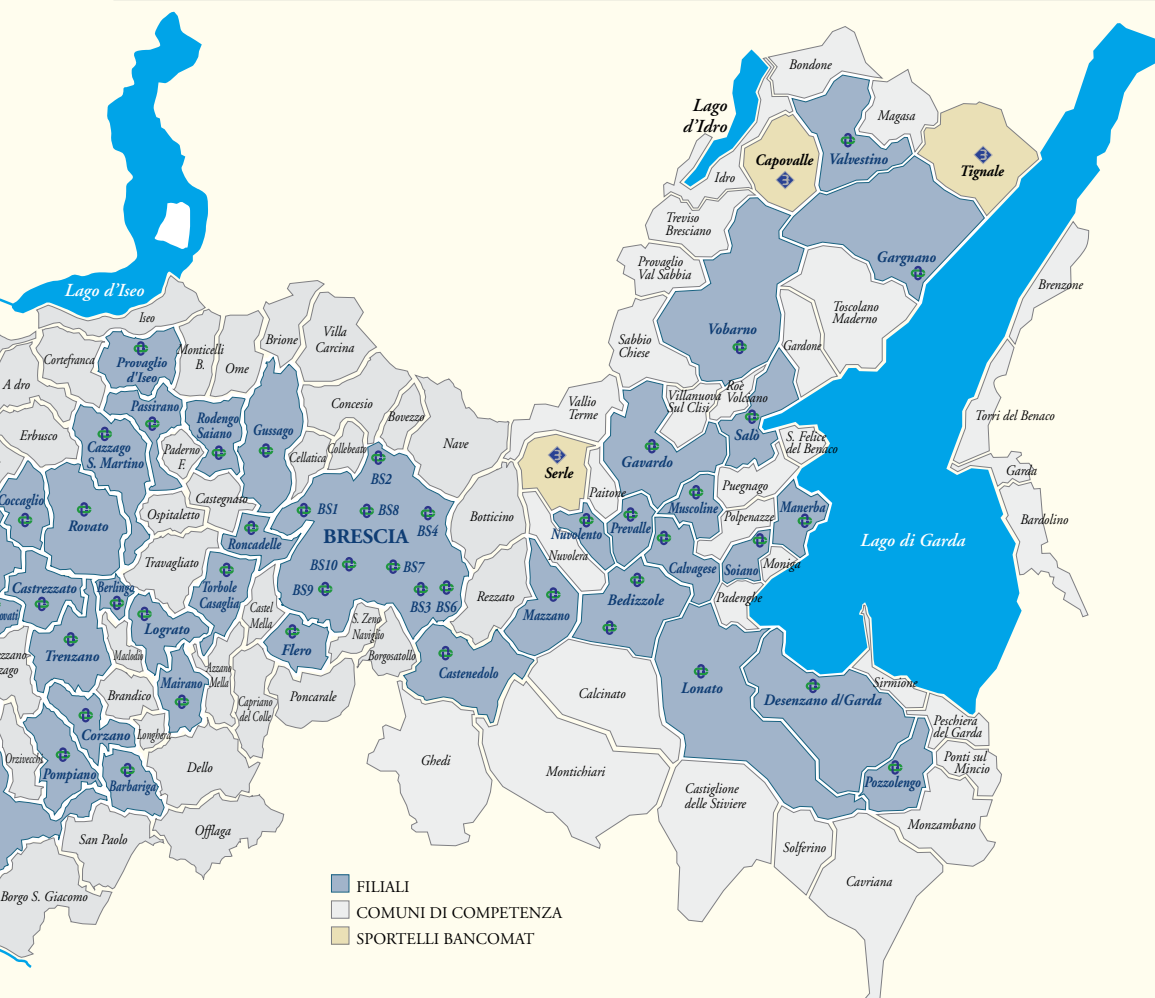 Bondone
Lago
d'Idro
Magasa
Capovalle
Valvestino
Tignale
Idro
Treviso
Bresciano
Provaglio
Val Sabbia
Gargnano
Brenzone
Lago d'Iseo
Toscolano
Maderno
Iseo
Vobarno
Sabbio
Chiese
Gardone
Villa
Carcina
Brione
Monticelli
B.
Ome
Cortefranca
Provaglio
d'Iseo
A dro
Roe
Volciano
Villanuova
Sul Clisi
Vallio
Terme
Concesio
Bovezzo
Passirano
Rodengo
Saiano
Gussago
Torri del Benaco
Salò
S. Felice
del Benaco
Erbusco
Cazzago
S. Martino
Paderno
F.
Cellatica
Collebeato
Nave
Gavardo
Serle
BS2
Garda
Coccaglio
Castegnato
Paitone
Puegnago
Rovato
Ospitaletto
BS1
BS8
BS4
Botticino
Muscoline
Manerba
Polpenazze
Bardolino
Nuvolento
Prevalle
BRESCIA
Roncadelle
Lago di Garda
Nuvolera
Travagliato
BS10
BS7
Calvagese
Soiano
Moniga
Castrezzato
Berlingo
Torbole
Casaglia
BS9
BS3
BS6
Rezzato
Bedizzole
Padenghe
ovati
Lograto
Castel
Mella
S. Zeno
Naviglio
Mazzano
Flero
Trenzano
Maclodio
Borgosatollo
zzano
zago
Azzano
Mella
Castenedolo
Mairano
Brandico
Capriano
del Colle
Poncarale
Calcinato
Lonato
Sirmione
Desenzano d/Garda
Corzano
Longhena
Peschiera
del Garda
Orzivecchi
Ghedi
Montichiari
Ponti sul
Mincio
Pompiano
Barbariga
Dello
Castiglione
delle Stiviere
Pozzolengo
San Paolo
Offlaga
Monzambano
Solferino
Borgo S. Giacomo
Cavriana
FILIALI
COMUNI DI COMPETENZA
SPORTELLI BANCOMAT